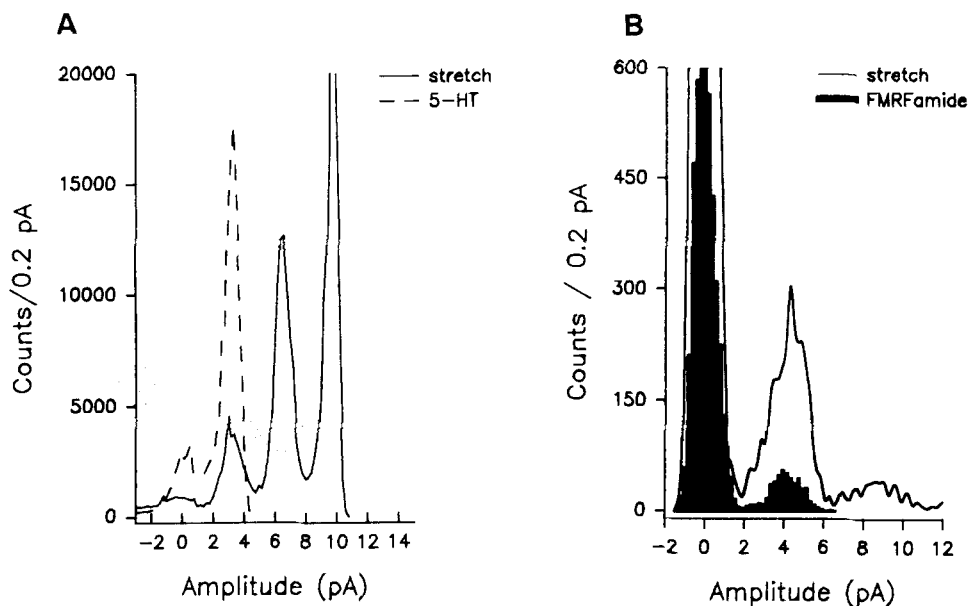 A
20000
15000
10000
5000
0
Counts/0.2 pA
-2 0 2 4 6 8 10 12 14
Amplitude (pA)
stretch
5-HT
B
600
450
300
150
0
Counts / 0.2 pA
-2 0 2 4 6 8 10 12
Amplitude (pA)
stretch
FMRFamide